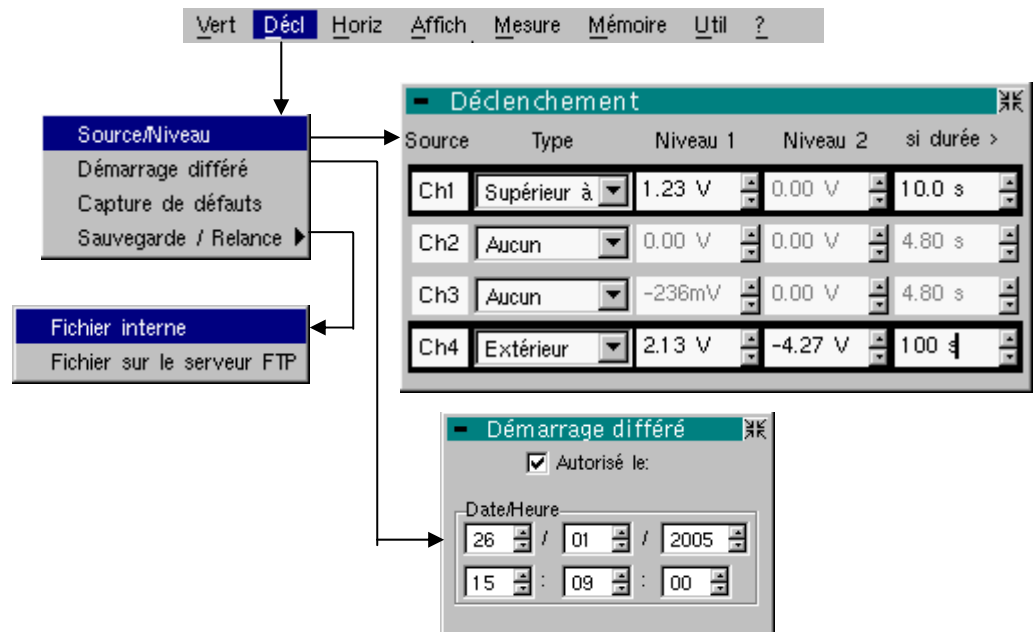 Vert Décl Horiz Affich Mesure Mémoire Util ?
Source/Niveau
Démarrage différé
Capture de défauts
Sauvegarde / Relance
Fichier interne
Fichier sur le serveur FTP
Déclenchement
Source Type Niveau 1 Niveau 2 si durée >
Ch1 Supérieur à 1.23 V 0.00 V 10.0 s
Ch2 Aucun 0.00 V 0.00 V 4.80 s
Ch3 Aucun -236mV 0.00 V 4.80 s
Ch4 Extérieur 2.13 V -4.27 V 100 s
Démarrage différé
Autorisé le:
Date/Heure
26 / 01 / 2005
15 : 09 : 00